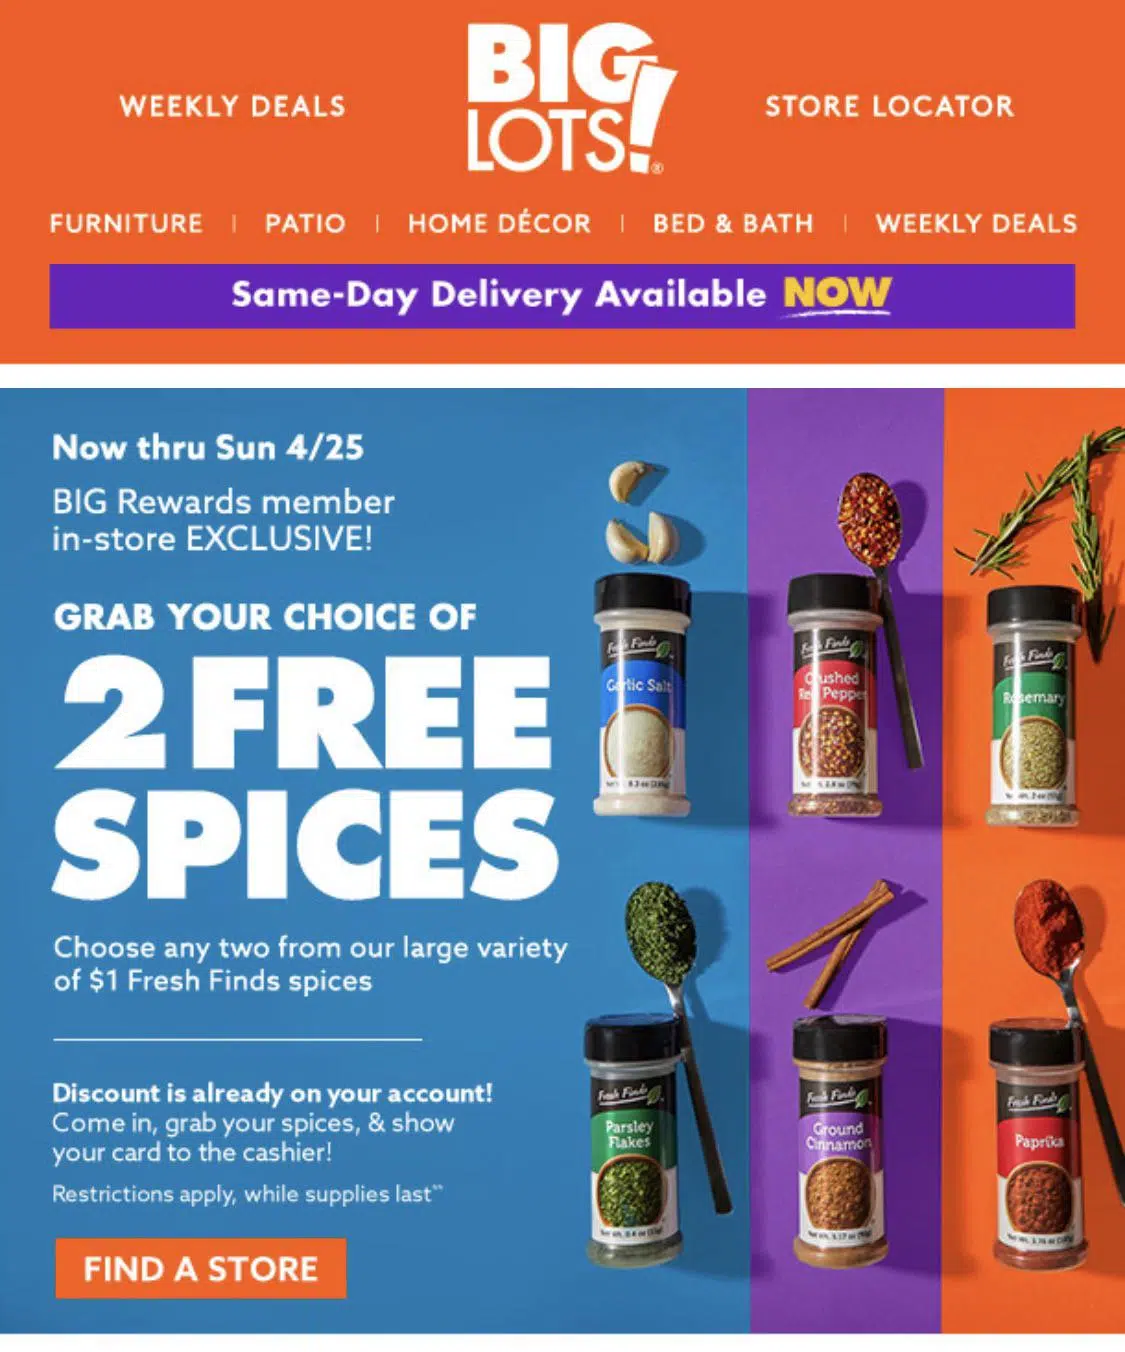 BIG
LOTS!®
WEEKLY DEALS
STORE LOCATOR
FURNITURE | PATIO | HOME DÉCOR | BED & BATH | WEEKLY DEALS
Same-Day Delivery Available NOW
Now thru Sun 4/25
BIG Rewards member
in-store EXCLUSIVE!
GRAB YOUR CHOICE OF
2 FREE
SPICES
Choose any two from our large variety
of $1 Fresh Finds spices
Discount is already on your account!
Come in, grab your spices, & show
your card to the cashier!
Restrictions apply, while supplies last**
FIND A STORE
Fresh Finds
Garlic Salt
Fresh Finds
Crushed
Red Pepper
Fresh Finds
Rosemary
Fresh Finds
Parsley
Flakes
Fresh Finds
Ground
Cinnamon
Fresh Finds
Paprika